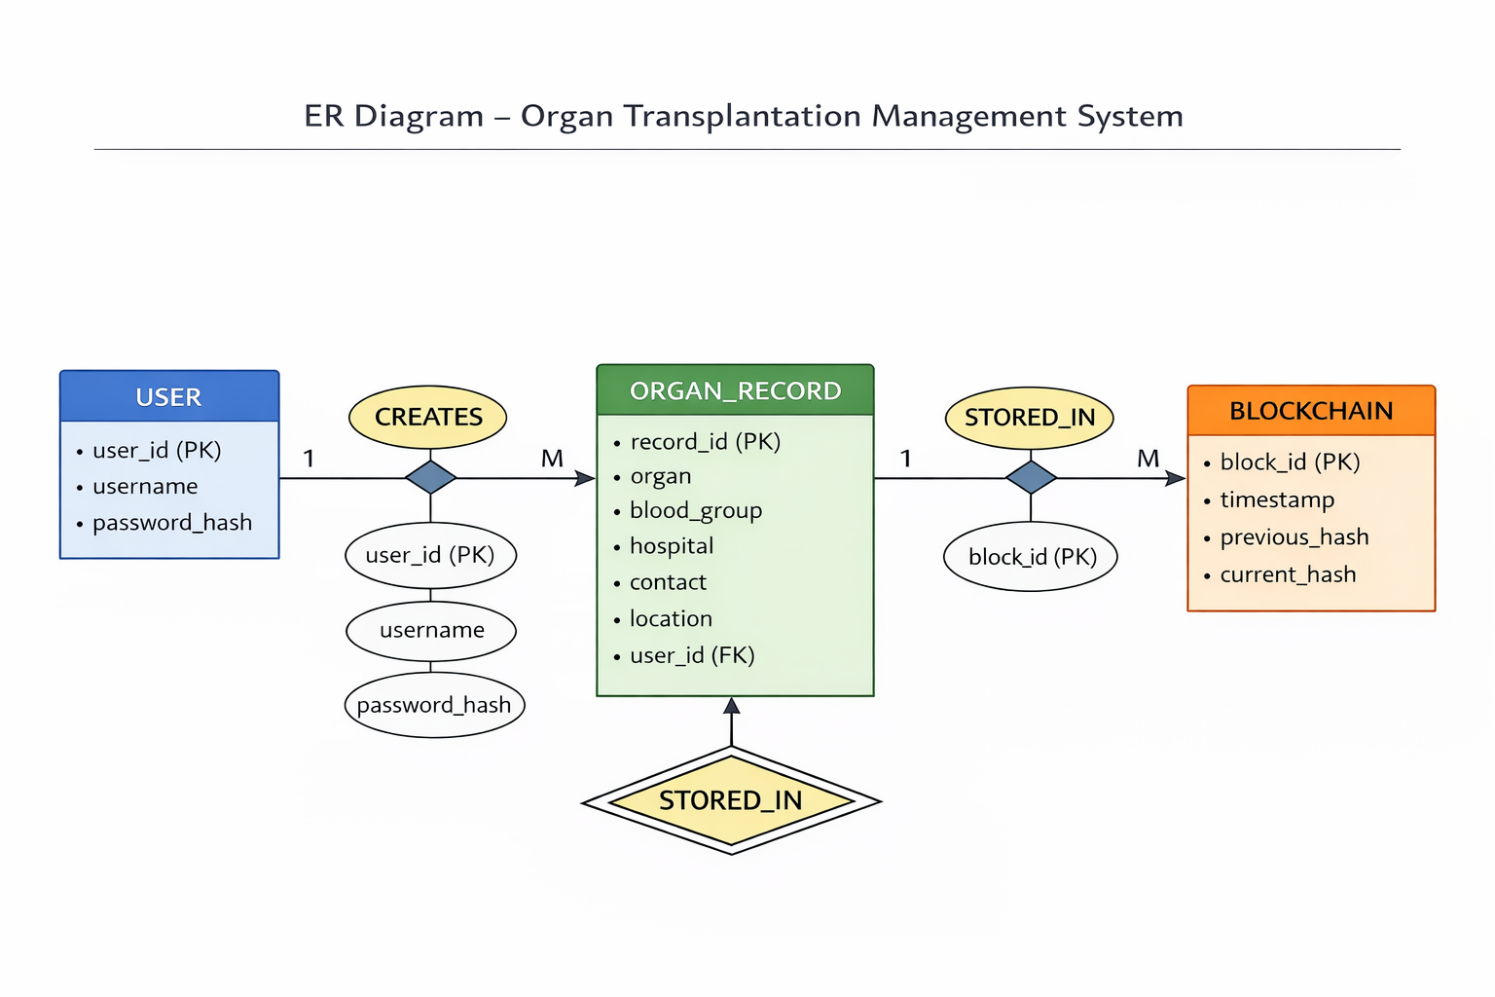 ER Diagram – Organ Transplantation Management System
USER
• user_id (PK)
• username
• password_hash
1
CREATES
M
user_id (PK)
username
password_hash
ORGAN_RECORD
• record_id (PK)
• organ
• blood_group
• hospital
• contact
• location
• user_id (FK)
STORED_IN
1
STORED_IN
M
block_id (PK)
BLOCKCHAIN
• block_id (PK)
• timestamp
• previous_hash
• current_hash